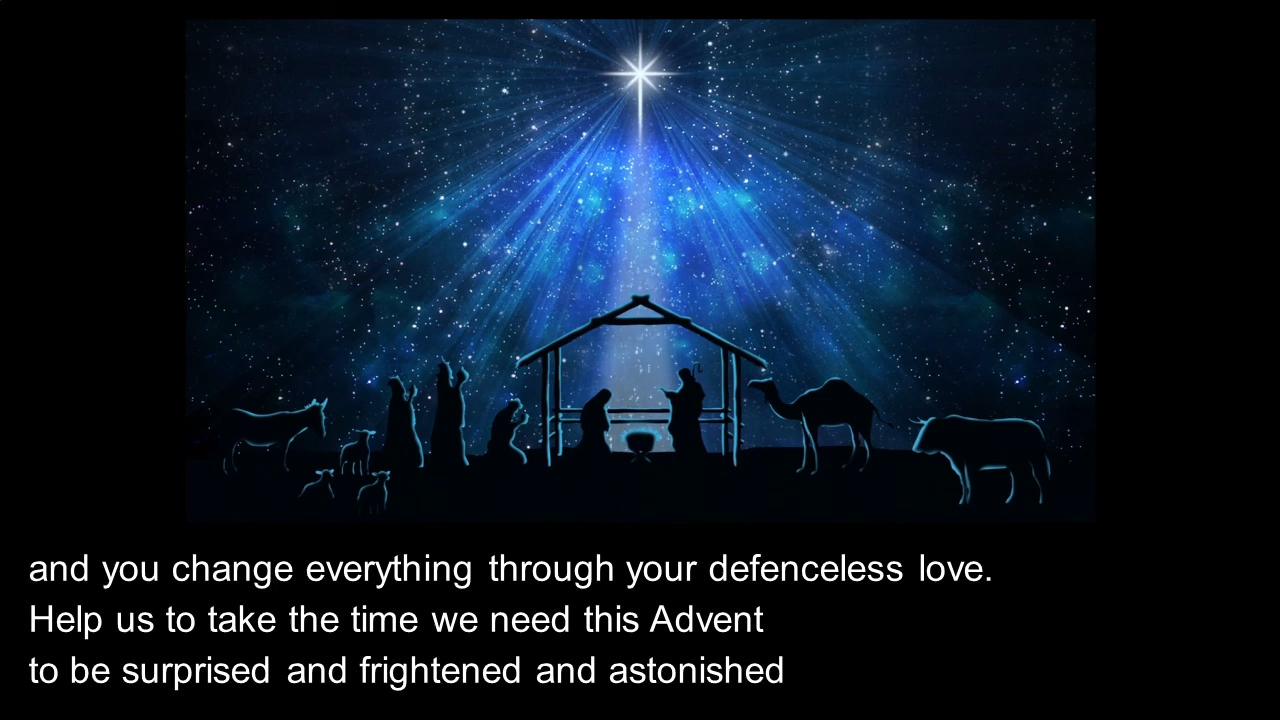 and you change everything through your defenceless love.
Help us to take the time we need this Advent
to be surprised and frightened and astonished